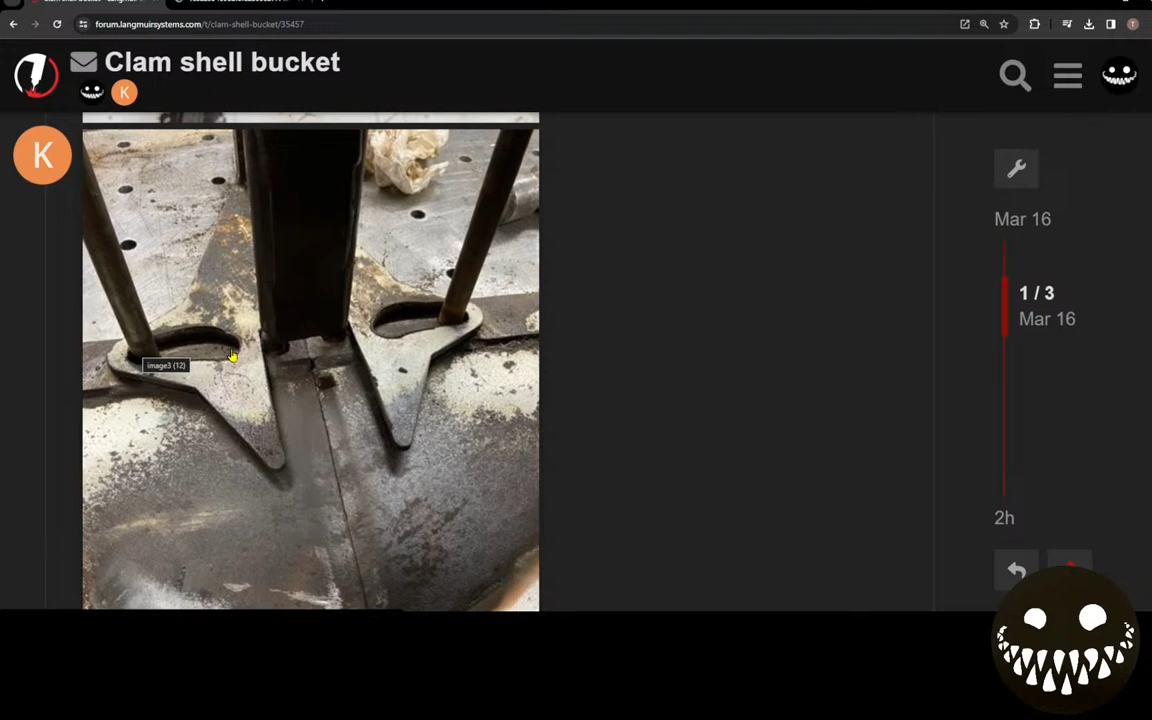 forum.langmuirsystems.com/t/clam-shell-bucket/35457
Clam shell bucket
K
K
Mar 16
1 / 3
Mar 16
2h
image3 (12)